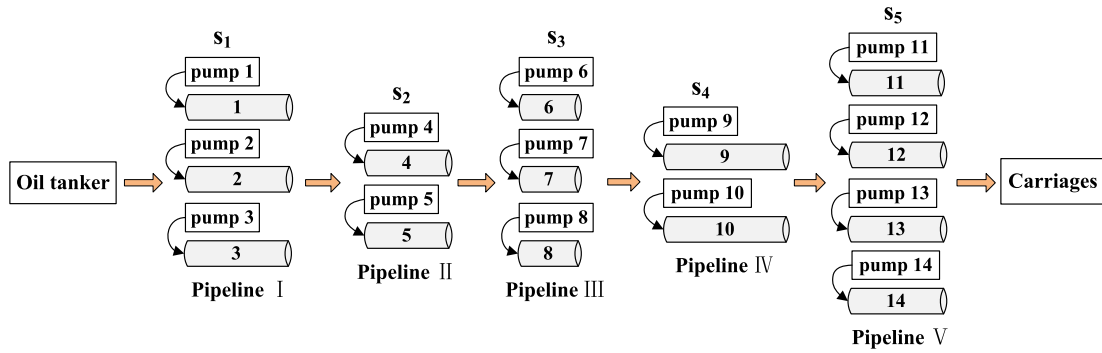 Oil tanker
s1
pump 1
1
pump 2
2
pump 3
3
Pipeline Ⅰ
s2
pump 4
4
pump 5
5
Pipeline Ⅱ
s3
pump 6
6
pump 7
7
pump 8
8
Pipeline Ⅲ
s4
pump 9
9
pump 10
10
Pipeline Ⅳ
s5
pump 11
11
pump 12
12
pump 13
13
pump 14
14
Pipeline Ⅴ
Carriages